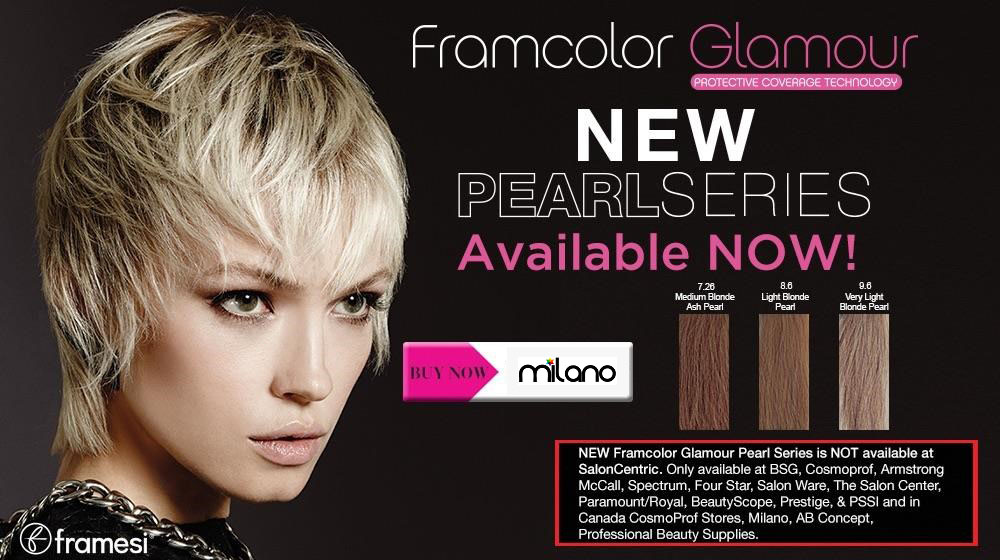 Framcolor Glamour
PROTECTIVE COVERAGE TECHNOLOGY
NEW
PEARLSERIES
Available NOW!
7.26
Medium Blonde
Ash Pearl
8.6
Light Blonde
Pearl
9.6
Very Light
Blonde Pearl
BUY NOW
milano
NEW Framcolor Glamour Pearl Series is NOT available at
SalonCentric. Only available at BSG, Cosmoprof, Armstrong
McCall, Spectrum, Four Star, Salon Ware, The Salon Center,
Paramount/Royal, BeautyScope, Prestige, & PSSI and in
Canada CosmoProf Stores, Milano, AB Concept,
Professional Beauty Supplies.
framesi